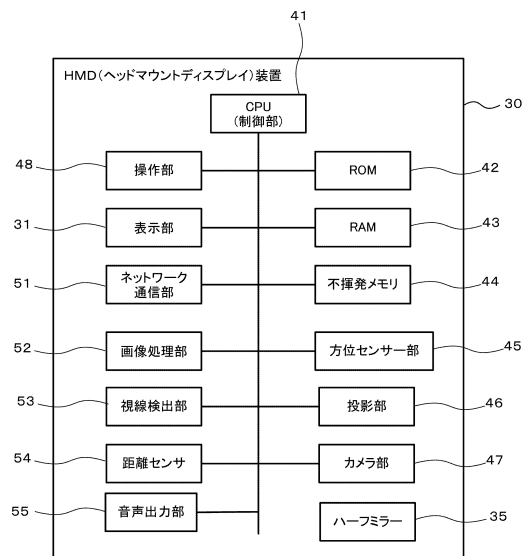 41
HMD(ヘッドマウントディスプレイ)装置
30
CPU
(制御部)
48
操作部
ROM
42
31
表示部
RAM
43
51
ネットワーク
通信部
不揮発メモリ
44
52
画像処理部
方位センサー部
45
53
視線検出部
投影部
46
54
距離センサ
カメラ部
47
55
音声出力部
ハーフミラー
35